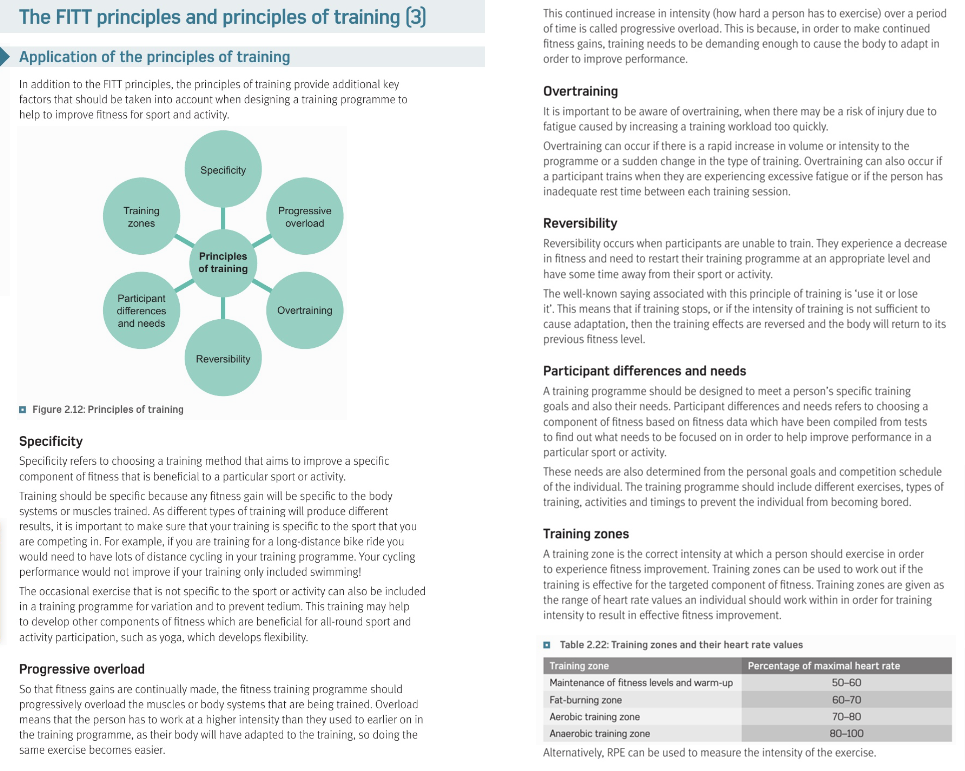 The FITT principles and principles of training (3)
Application of the principles of training
In addition to the FITT principles, the principles of training provide additional key
factors that should be taken into account when designing a training programme to
help to improve fitness for sport and activity.
Specificity
Training
zones
Progressive
overload
Principles
of training
Participant
differences
and needs
Overtraining
Reversibility
Figure 2.12: Principles of training
Specificity
Specificity refers to choosing a training method that aims to improve a specific
component of fitness that is beneficial to a particular sport or activity.
Training should be specific because any fitness gain will be specific to the body
systems or muscles trained. As different types of training will produce different
results, it is important to make sure that your training is specific to the sport that you
are competing in. For example, if you are training for a long-distance bike ride you
would need to have lots of distance cycling in your training programme. Your cycling
performance would not improve if your training only included swimming!
The occasional exercise that is not specific to the sport or activity can also be included
in a training programme for variation and to prevent tedium. This training may help
to develop other components of fitness which are beneficial for all-round sport and
activity participation, such as yoga, which develops flexibility.
Progressive overload
So that fitness gains are continually made, the fitness training programme should
progressively overload the muscles or body systems that are being trained. Overload
means that the person has to work at a higher intensity than they used to earlier on in
the training programme, as their body will have adapted to the training, so doing the
same exercise becomes easier.
This continued increase in intensity (how hard a person has to exercise) over a period
of time is called progressive overload. This is because, in order to make continued
fitness gains, training needs to be demanding enough to cause the body to adapt in
order to improve performance.
Overtraining
It is important to be aware of overtraining, when there may be a risk of injury due to
fatigue caused by increasing a training workload too quickly.
Overtraining can occur if there is a rapid increase in volume or intensity to the
programme or a sudden change in the type of training. Overtraining can also occur if
a participant trains when they are experiencing excessive fatigue or if the person has
inadequate rest time between each training session.
Reversibility
Reversibility occurs when participants are unable to train. They experience a decrease
in fitness and need to restart their training programme at an appropriate level and
have some time away from their sport or activity.
The well-known saying associated with this principle of training is ‘use it or lose
it’. This means that if training stops, or if the intensity of training is not sufficient to
cause adaptation, then the training effects are reversed and the body will return to its
previous fitness level.
Participant differences and needs
A training programme should be designed to meet a person’s specific training
goals and also their needs. Participant differences and needs refers to choosing a
component of fitness based on fitness data which have been compiled from tests
to find out what needs to be focused on in order to help improve performance in a
particular sport or activity.
These needs are also determined from the personal goals and competition schedule
of the individual. The training programme should include different exercises, types of
training, activities and timings to prevent the individual from becoming bored.
Training zones
A training zone is the correct intensity at which a person should exercise in order
to experience fitness improvement. Training zones can be used to work out if the
training is effective for the targeted component of fitness. Training zones are given as
the range of heart rate values an individual should work within in order for training
intensity to result in effective fitness improvement.
Table 2.22: Training zones and their heart rate values
Training zone Percentage of maximal heart rate
Maintenance of fitness levels and warm-up 50–60
Fat-burning zone 60–70
Aerobic training zone 70–80
Anaerobic training zone 80–100
Alternatively, RPE can be used to measure the intensity of the exercise.